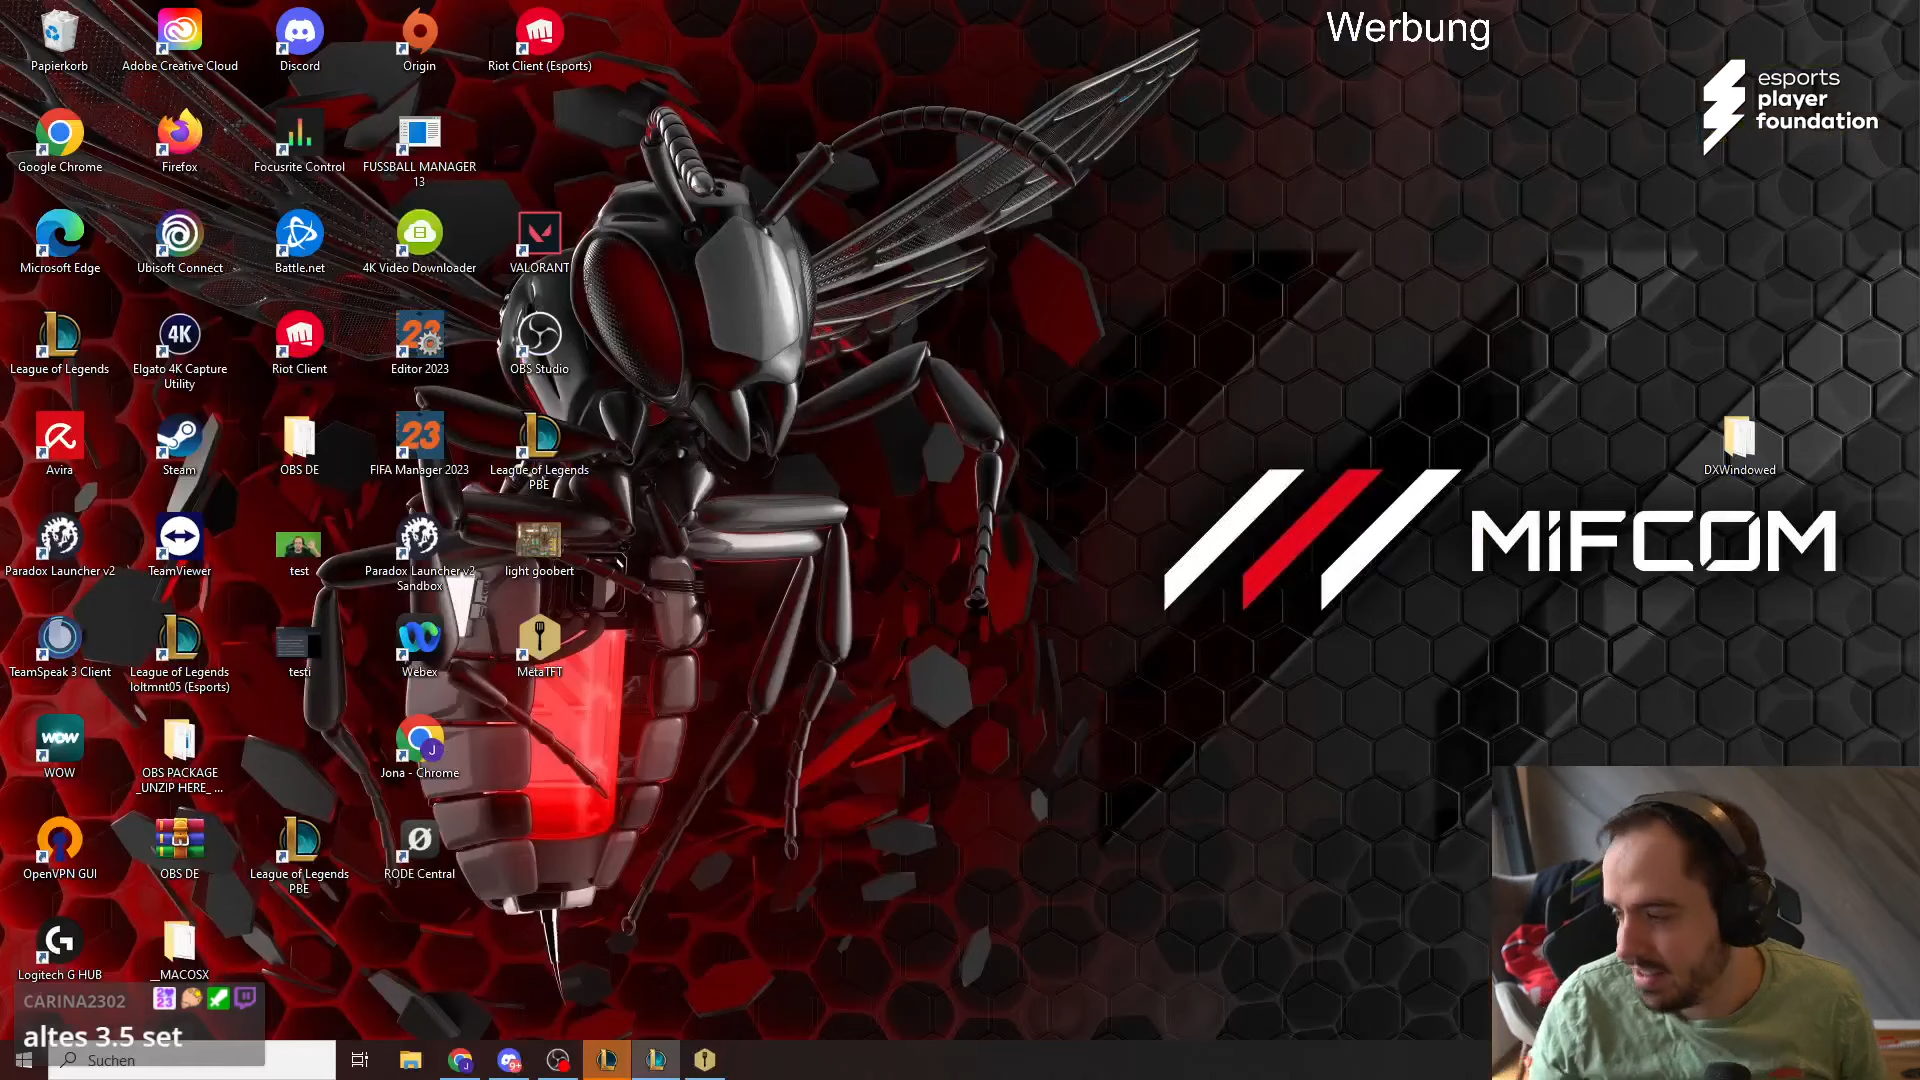 Werbung
esports
player
foundation
Papierkorb
Adobe Creative Cloud
Discord
Origin
Riot Client (Esports)
Google Chrome
Firefox
Focusrite Control
FUSSBALL MANAGER
13
Microsoft Edge
Ubisoft Connect
Battle.net
4K Video Downloader
VALORANT
League of Legends
4K
Elgato 4K Capture
Utility
Riot Client
23
Editor 2023
OBS Studio
Avira
Steam
OBS DE
23
FIFA Manager 2023
League of Legends
PBE
DXWindowed
MIFCOM
Paradox Launcher v2
TeamViewer
test
Paradox Launcher v2
Sandbox
light goobert
TeamSpeak 3 Client
League of Legends
loltmnt05 (Esports)
testi
Webex
MetaTFT
WOW
WOW
OBS PACKAGE
_UNZIP HERE_ ...
J
Jona - Chrome
OpenVPN GUI
OBS DE
League of Legends
PBE
RODE Central
Logitech G HUB
__MACOSX
CARINA2302
altes 3.5 set
Suchen
J
9+